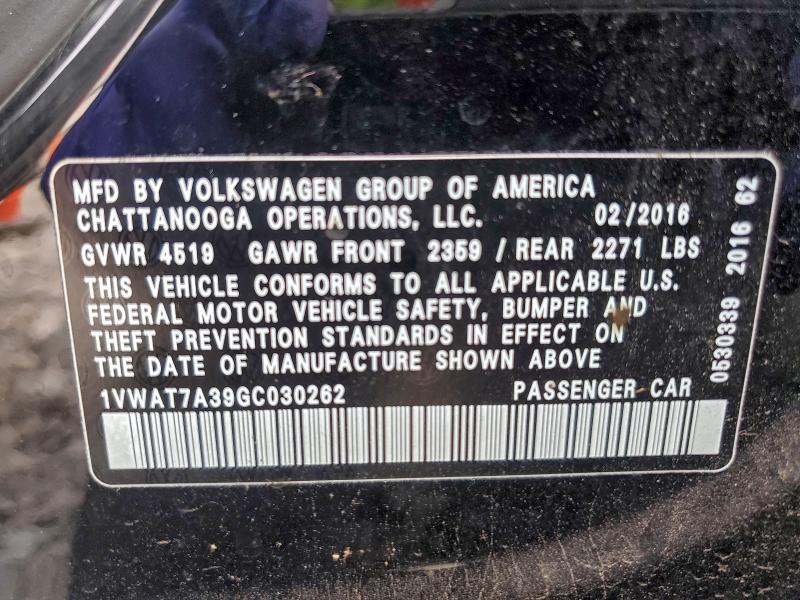 MFD BY VOLKSWAGEN GROUP OF AMERICA
CHATTANOOGA OPERATIONS, LLC. 02/2016
GVWR 4519 GAWR FRONT 2359 / REAR 2271 LBS
THIS VEHICLE CONFORMS TO ALL APPLICABLE U.S.
FEDERAL MOTOR VEHICLE SAFETY, BUMPER AND
THEFT PREVENTION STANDARDS IN EFFECT ON
THE DATE OF MANUFACTURE SHOWN ABOVE
1VWAT7A39GC030262 PASSENGER CAR
0530339 2016 62